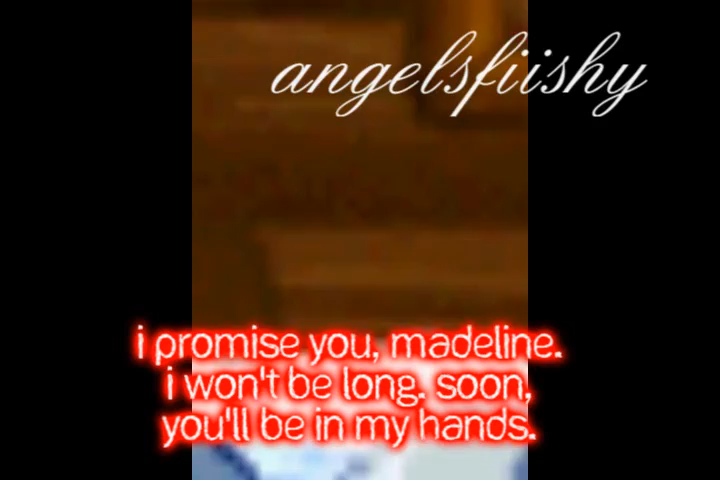 angelsfiishy
i promise you, madeline.
i won't be long. soon,
you'll be in my hands.